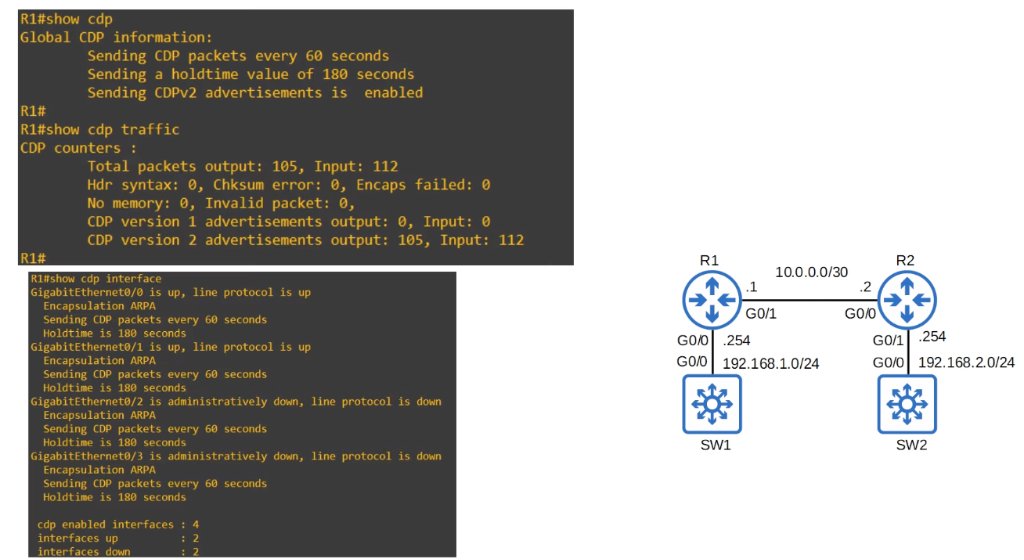 R1#show cdp
Global CDP information:
Sending CDP packets every 60 seconds
Sending a holdtime value of 180 seconds
Sending CDPv2 advertisements is  enabled
R1#
R1#show cdp traffic
CDP counters :
Total packets output: 105, Input: 112
Hdr syntax: 0, Chksum error: 0, Encaps failed: 0
No memory: 0, Invalid packet: 0,
CDP version 1 advertisements output: 0, Input: 0
CDP version 2 advertisements output: 105, Input: 112
R1#
R1#show cdp interface
GigabitEthernet0/0 is up, line protocol is up
Encapsulation ARPA
Sending CDP packets every 60 seconds
Holdtime is 180 seconds
GigabitEthernet0/1 is up, line protocol is up
Encapsulation ARPA
Sending CDP packets every 60 seconds
Holdtime is 180 seconds
GigabitEthernet0/2 is administratively down, line protocol is down
Encapsulation ARPA
Sending CDP packets every 60 seconds
Holdtime is 180 seconds
GigabitEthernet0/3 is administratively down, line protocol is down
Encapsulation ARPA
Sending CDP packets every 60 seconds
Holdtime is 180 seconds
cdp enabled interfaces : 4
interfaces up : 2
interfaces down : 2
R1 R2
10.0.0.0/30
.1 .2
G0/1 G0/0
G0/0 .254 G0/1 .254
G0/0 192.168.1.0/24 G0/0 192.168.2.0/24
SW1 SW2